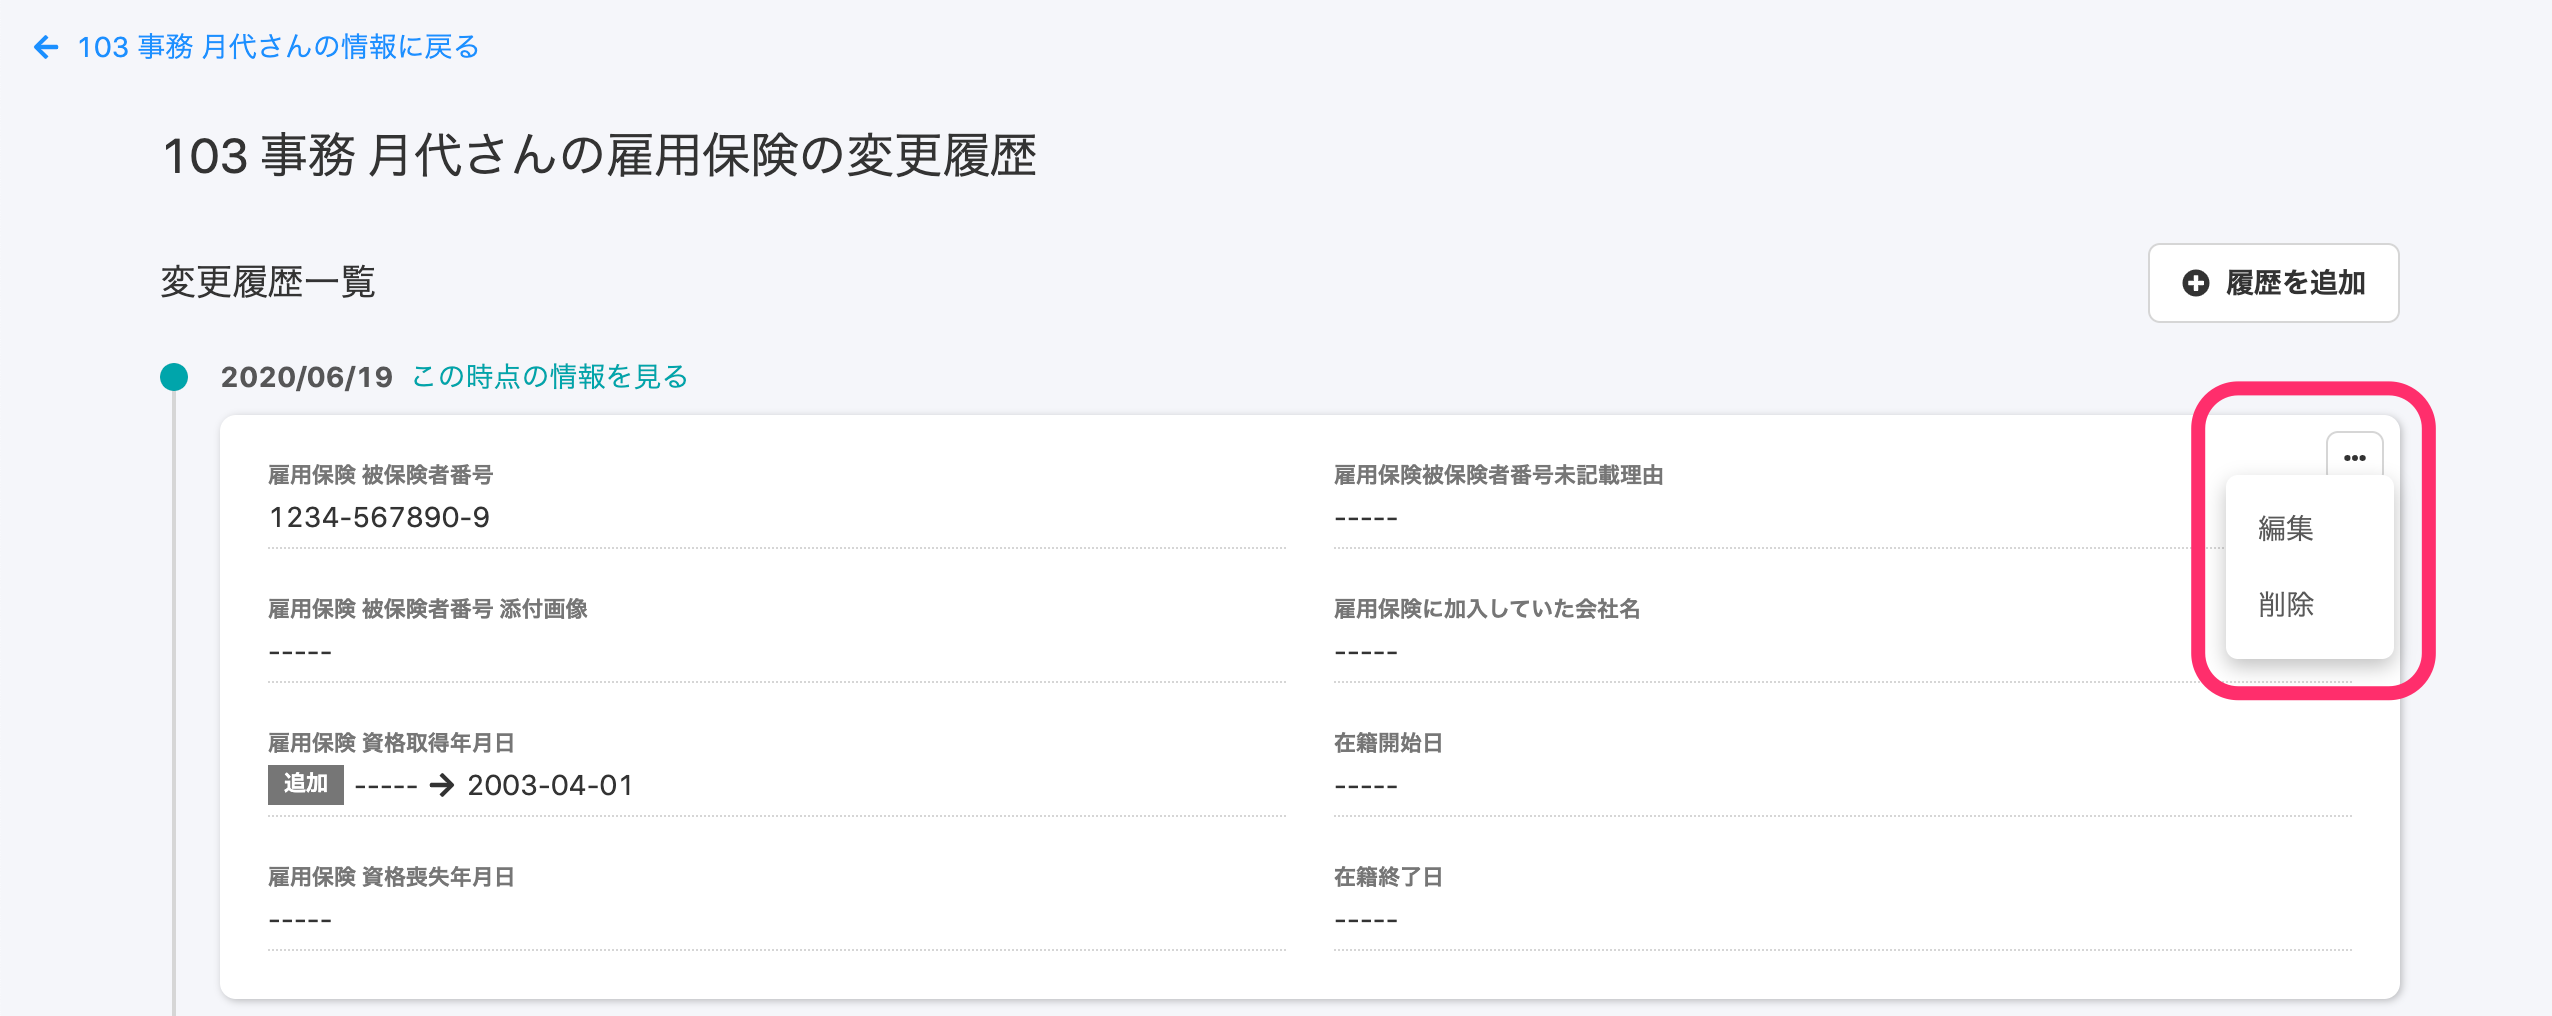 103 事務 月代さんの情報に戻る
103 事務 月代さんの雇用保険の変更履歴
変更履歴一覧
履歴を追加
2020/06/19 この時点の情報を見る
雇用保険 被保険者番号
1234-567890-9
雇用保険被保険者番号未記載理由
-----
編集
削除
雇用保険 被保険者番号 添付画像
-----
雇用保険に加入していた会社名
-----
雇用保険 資格取得年月日
追加 ----- → 2003-04-01
在籍開始日
-----
雇用保険 資格喪失年月日
-----
在籍終了日
-----